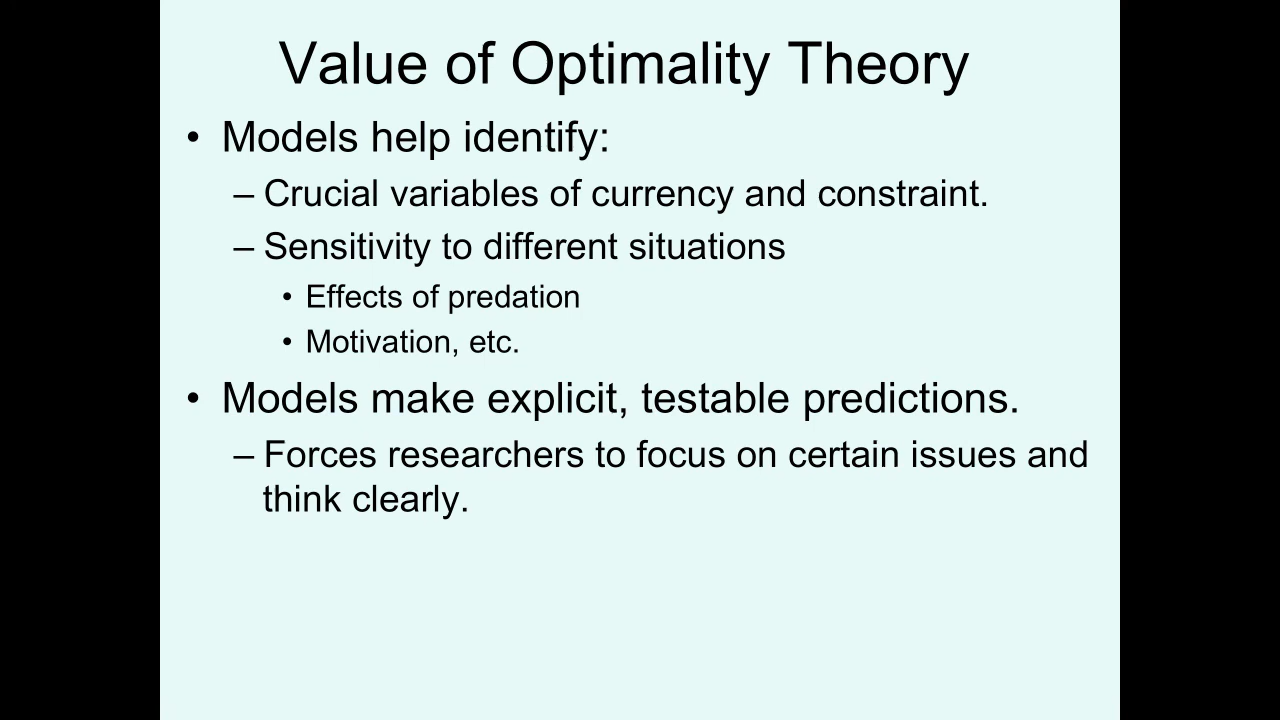 Value of Optimality Theory
• Models help identify:
– Crucial variables of currency and constraint.
– Sensitivity to different situations
• Effects of predation
• Motivation, etc.
• Models make explicit, testable predictions.
– Forces researchers to focus on certain issues and
think clearly.